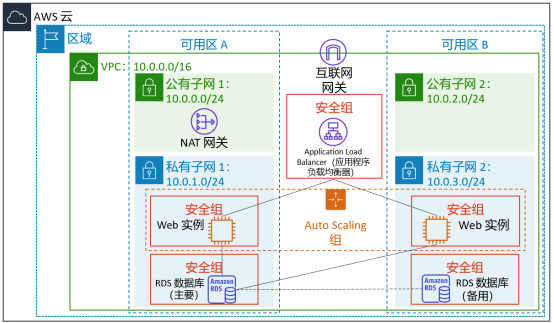 AWS 云
区域
可用区 A
可用区 B
VPC：10.0.0.0/16
互联网
网关
公有子网 1：
10.0.0.0/24
NAT 网关
公有子网 2：
10.0.2.0/24
安全组
Application Load
Balancer（应用程序
负载均衡器）
私有子网 1：
10.0.1.0/24
私有子网 2：
10.0.3.0/24
安全组
Web 实例
Auto Scaling
组
安全组
Web 实例
安全组
RDS 数据库
（主要）
Amazon
RDS
安全组
Amazon
RDS
RDS 数据库
（备用）